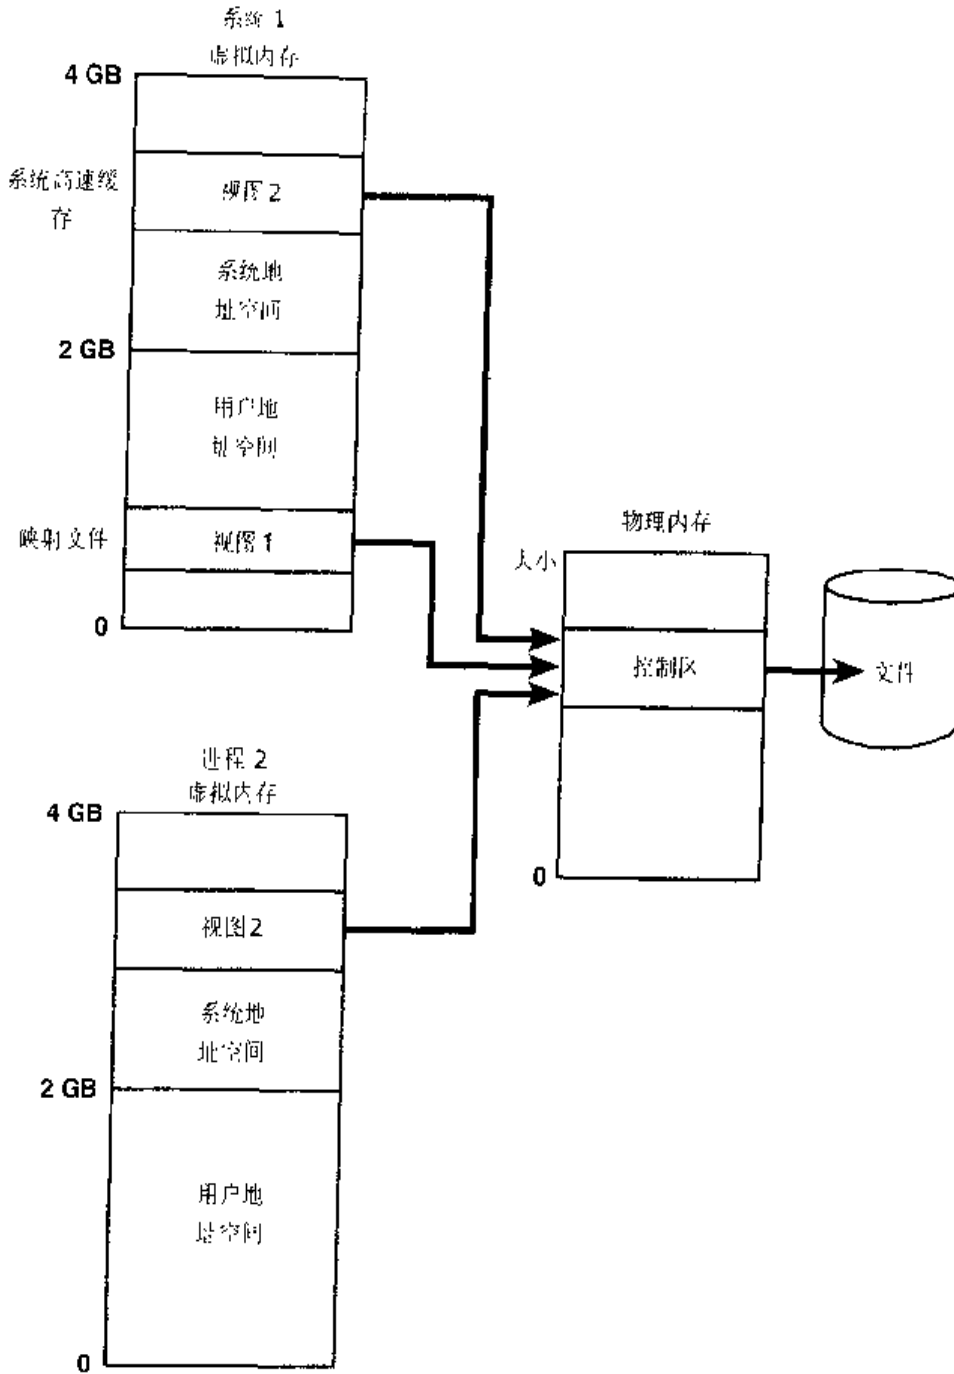 系统 1
虚拟内存
4 GB
系统高速缓
存
视图 2
系统地
址空间
2 GB
用户地
址空间
映射文件
视图 1
0
物理内存
大小
控制区
文件
0
进程 2
虚拟内存
4 GB
视图 2
系统地
址空间
2 GB
用户地
址空间
0